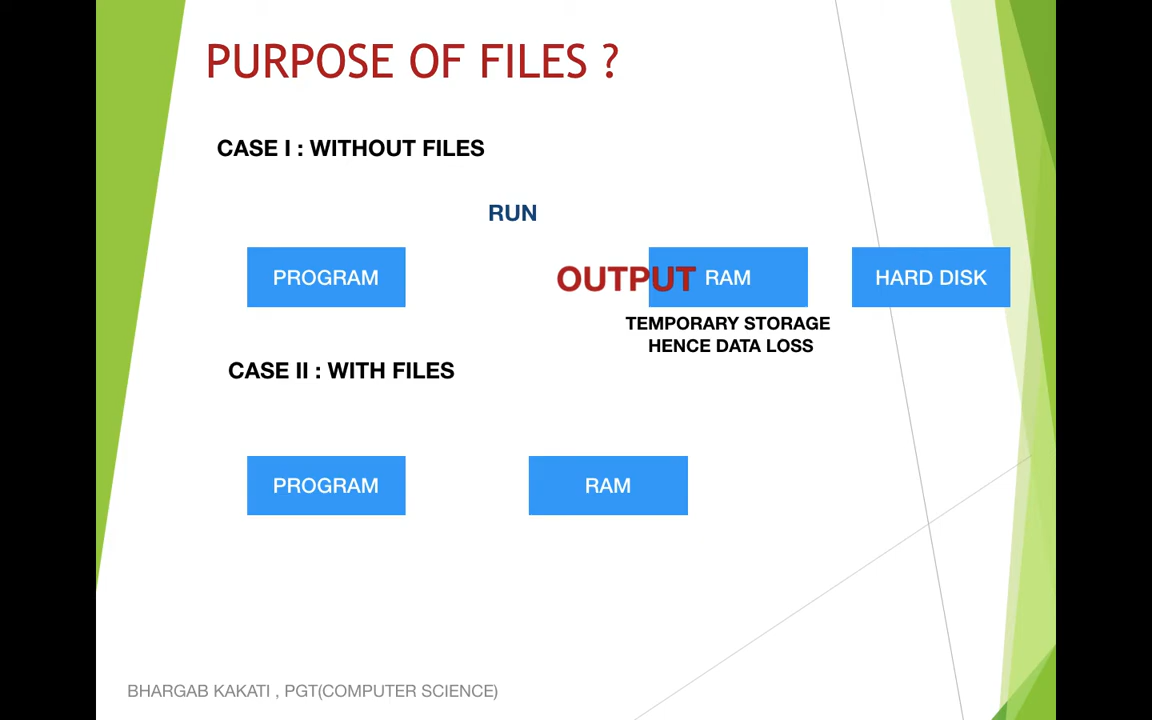 PURPOSE OF FILES ?
CASE I : WITHOUT FILES
RUN
PROGRAM
OUTPUT
RAM
HARD DISK
TEMPORARY STORAGE
HENCE DATA LOSS
CASE II : WITH FILES
PROGRAM
RAM
BHARGAB KAKATI , PGT(COMPUTER SCIENCE)